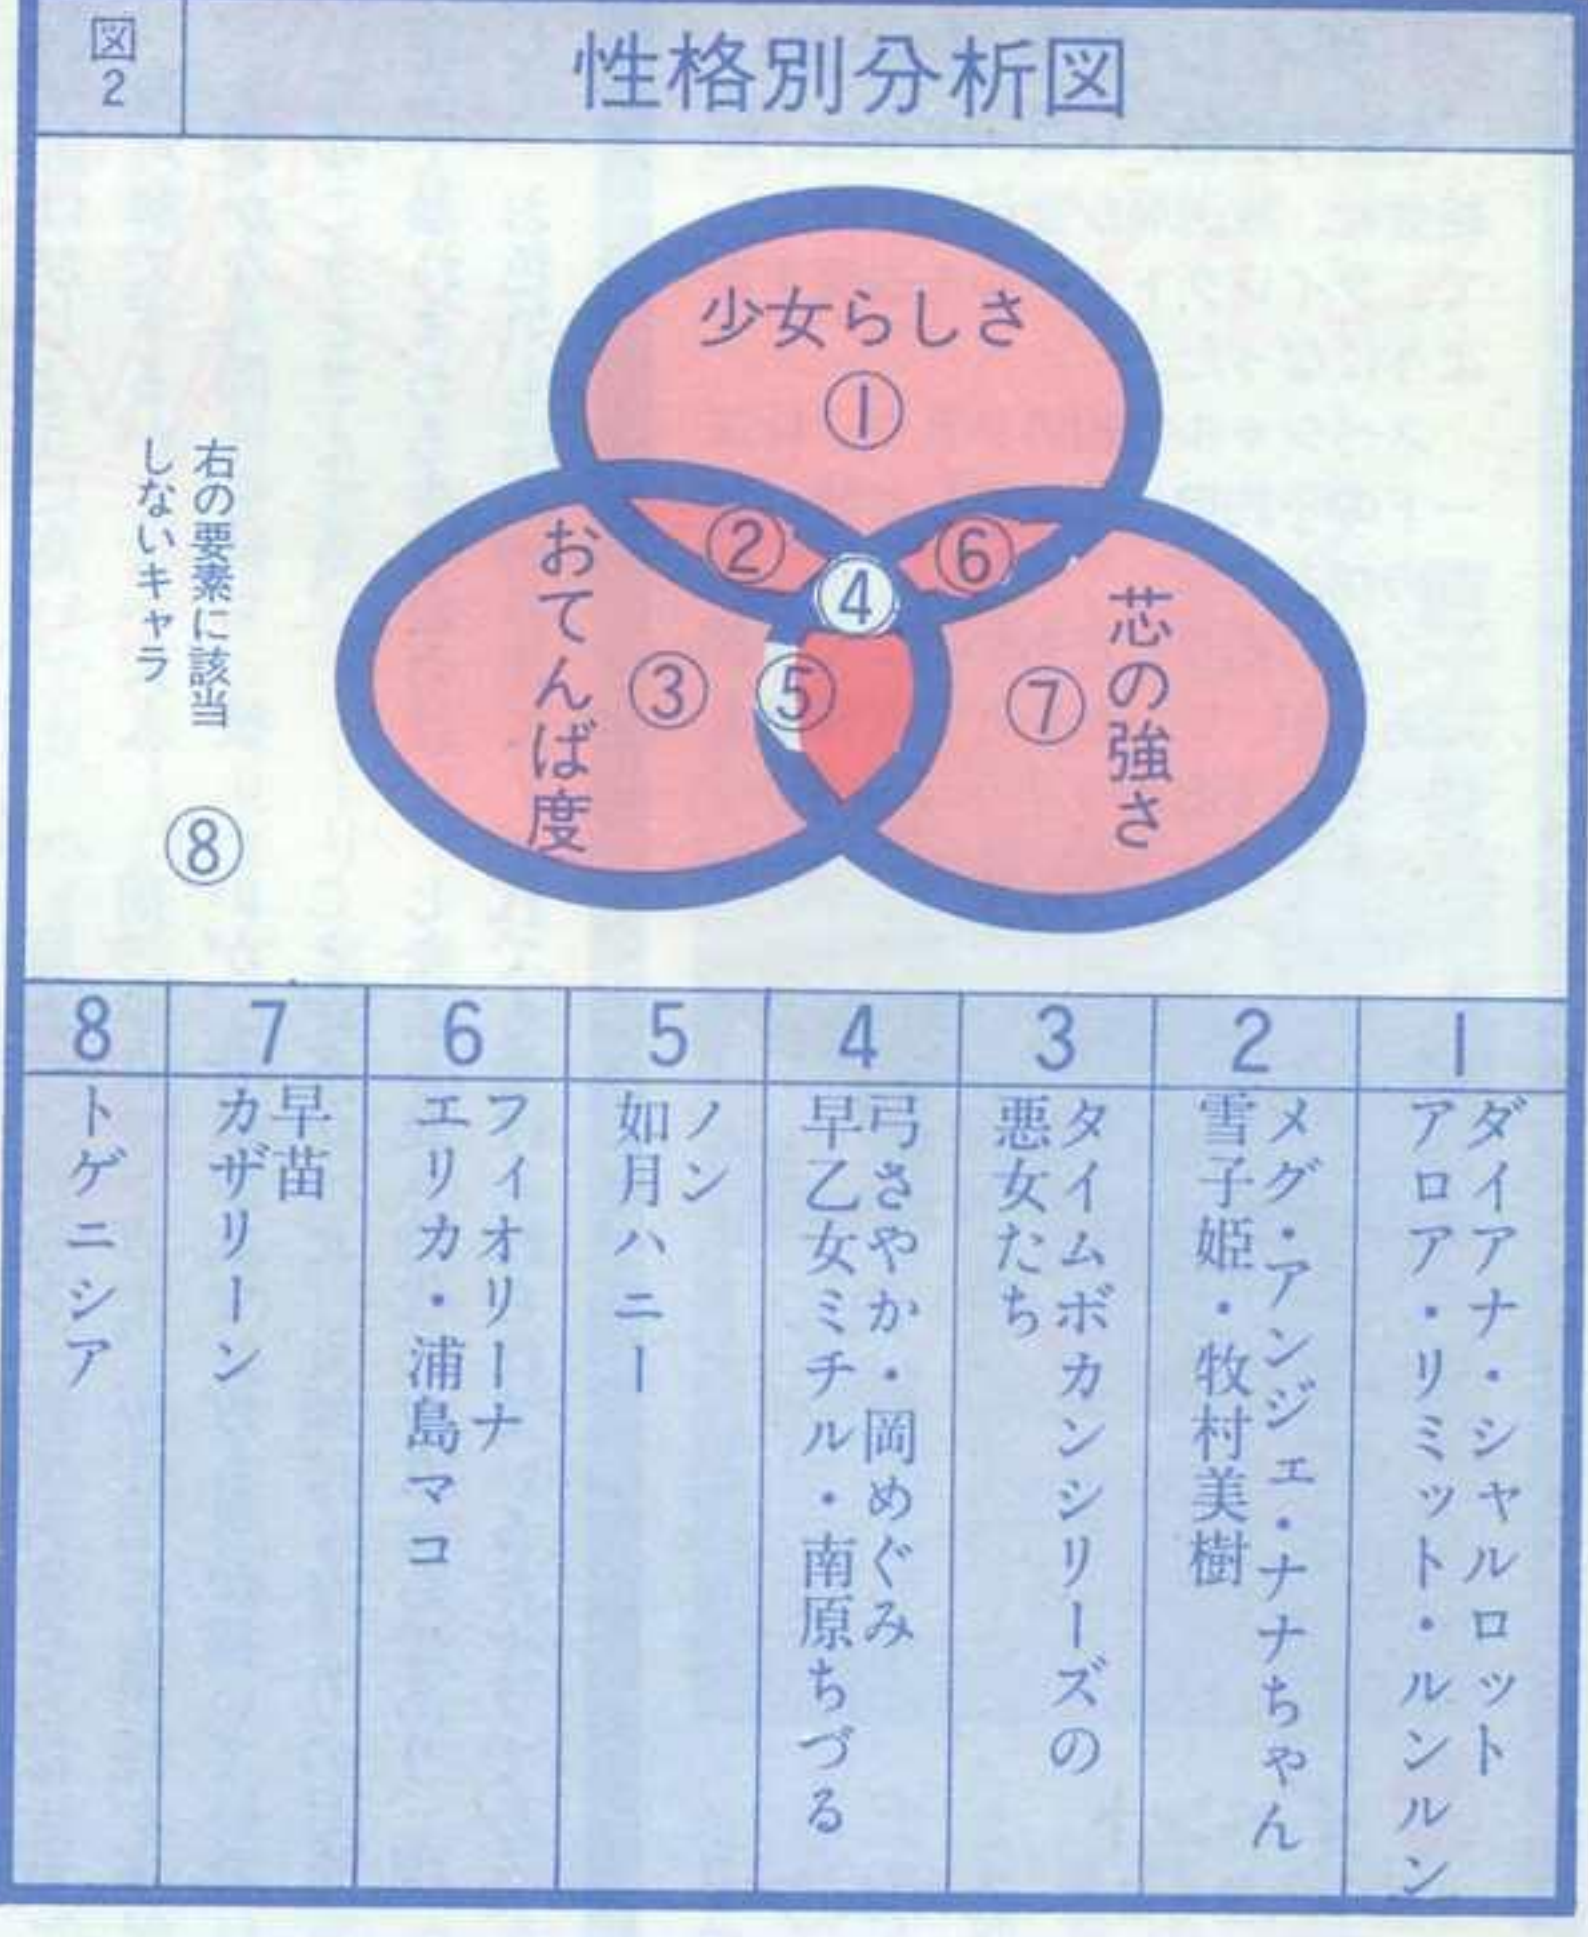 図2
性格別分析図
少女らしさ
①
②
⑥
④
おてんば度
③
⑤
芯の強さ
⑦
右の要素に該当
しないキャラ
⑧
1
ダイアナ・シャルロット
アロア・リミット・ルンルン
2
メグ・アンジェ・ナナちゃん
雪子姫・牧村美樹
3
タイムボカンシリーズの
悪女たち
4
弓さやか・岡めぐみ
早乙女ミチル・南原ちづる
5
ノン
如月ハニー
6
フィオリーナ
エリカ・浦島マコ
7
早苗
カザリーン
8
トゲニシア